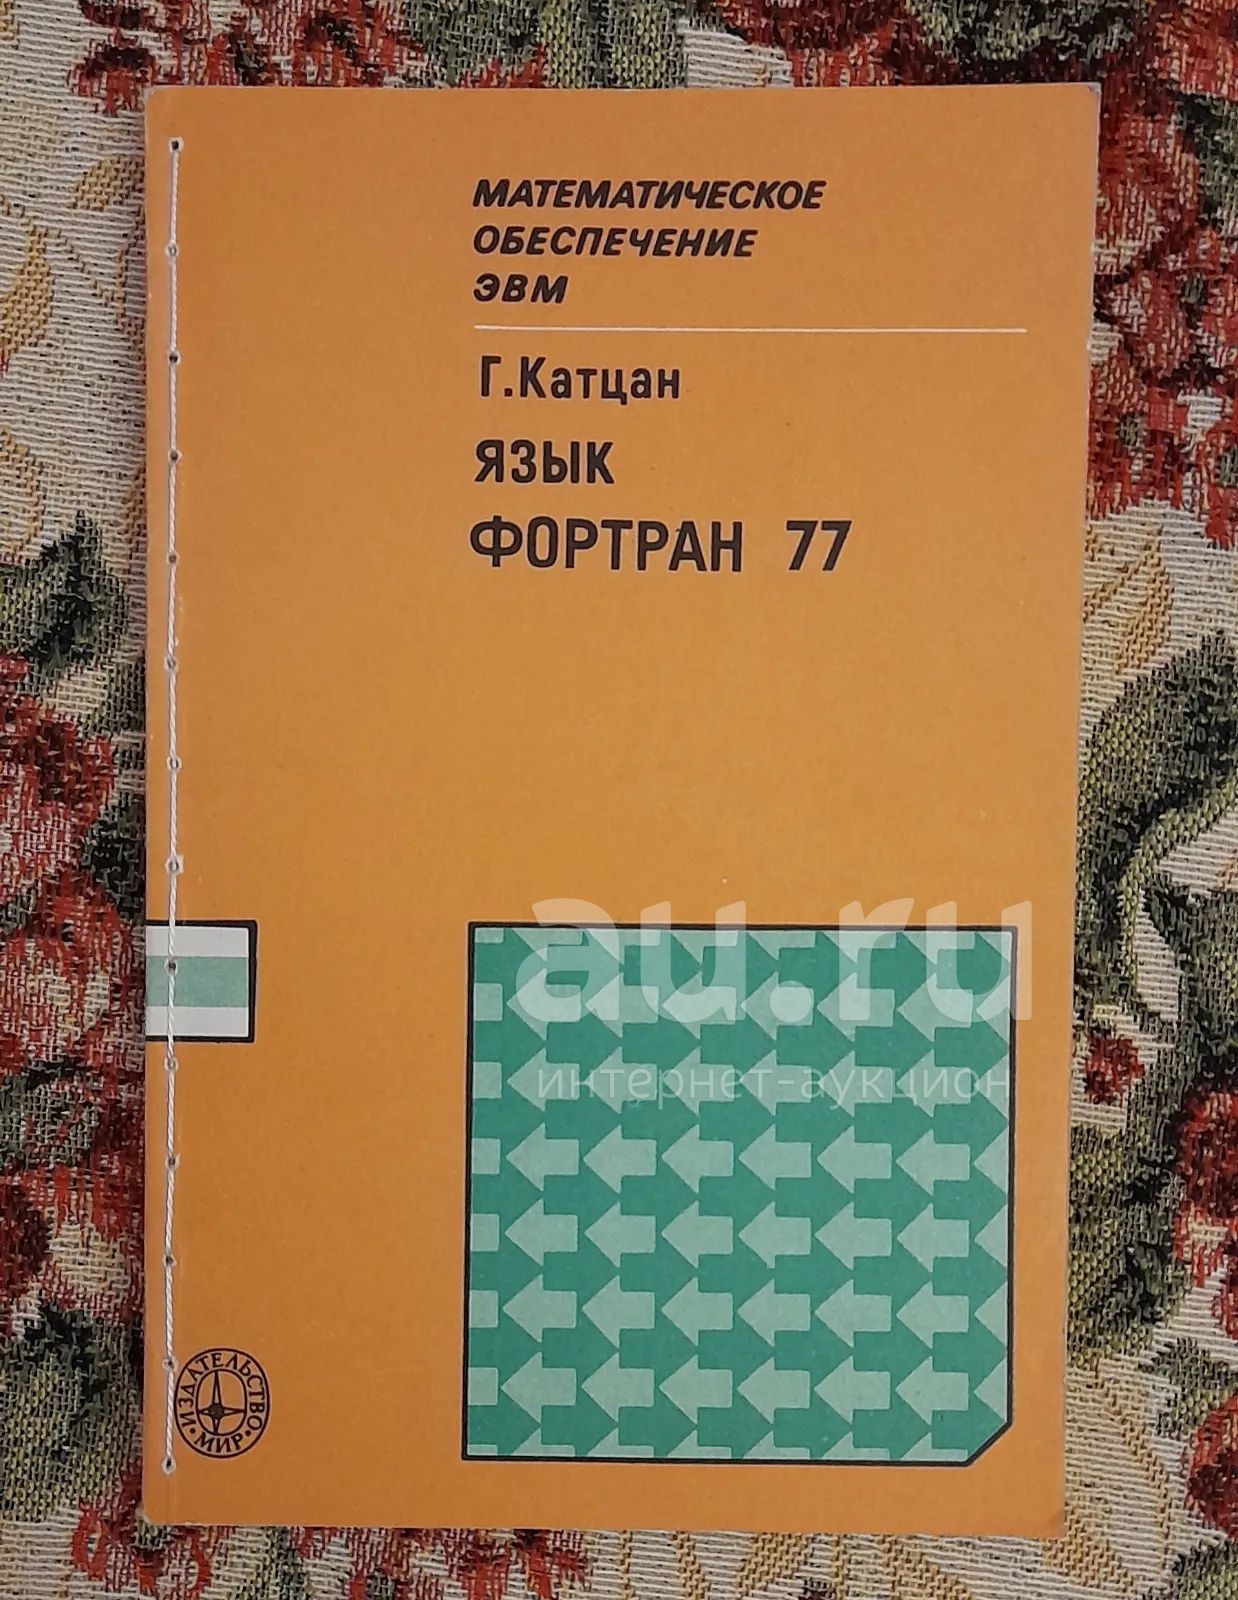 МАТЕМАТИЧЕСКОЕ
ОБЕСПЕЧЕНИЕ
ЭВМ
Г.Катцан
ЯЗЫК
ФОРТРАН 77
au.ru
интернет-аукцион
ИЗДАТЕЛЬСТВО
МИР